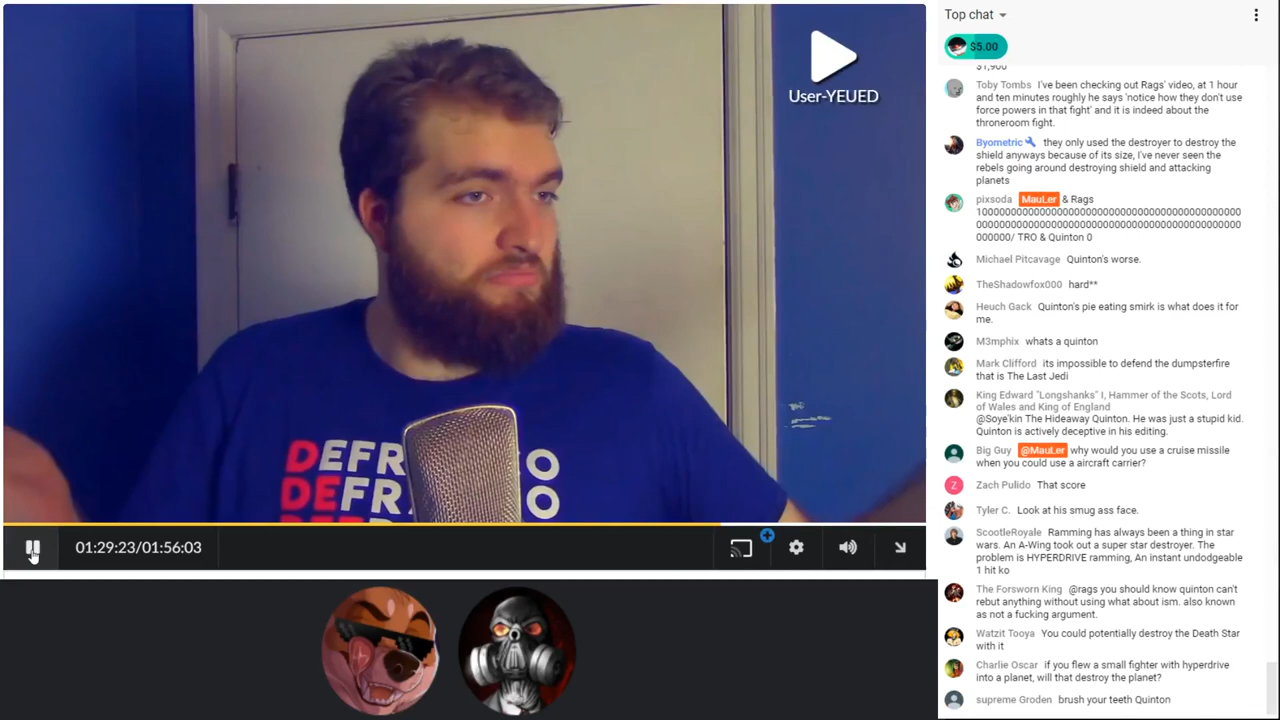 Top chat
$5.00
$1,900
Toby Tombs I've been checking out Rags' video, at 1 hour
and ten minutes roughly he says 'notice how they don't use
force powers in that fight' and it is indeed about the
throneroom fight.
Byometric they only used the destroyer to destroy the
shield anyways because of its size, I've never seen the
rebels going around destroying shield and attacking
planets
pixsoda MauLer & Rags
000000/ TRO & Quinton 0
Michael Pitcavage Quinton's worse.
TheShadowfox000 hard**
Heuch Gack Quinton's pie eating smirk is what does it for
me.
M3mphix whats a quinton
Mark Clifford its impossible to defend the dumpsterfire
that is The Last Jedi
King Edward "Longshanks" I, Hammer of the Scots, Lord
of Wales and King of England
@Soye'kin The Hideaway Quinton. He was just a stupid kid.
Quinton is actively deceptive in his editing.
Big Guy @MauLer why would you use a cruise missile
when you could use a aircraft carrier?
Zach Pulido That score
Tyler C. Look at his smug ass face.
ScootleRoyale Ramming has always been a thing in star
wars. An A-Wing took out a super star destroyer. The
problem is HYPERDRIVE ramming, An instant undodgeable
1 hit ko
The Forsworn King @rags you should know quinton can't
rebut anything without using what about ism. also known
as not a fucking argument.
Watzit Tooya You could potentially destroy the Death Star
with it
Charlie Oscar if you flew a small fighter with hyperdrive
into a planet, will that destroy the planet?
supreme Groden brush your teeth Quinton
User-YEUED
01:29:23/01:56:03
Z